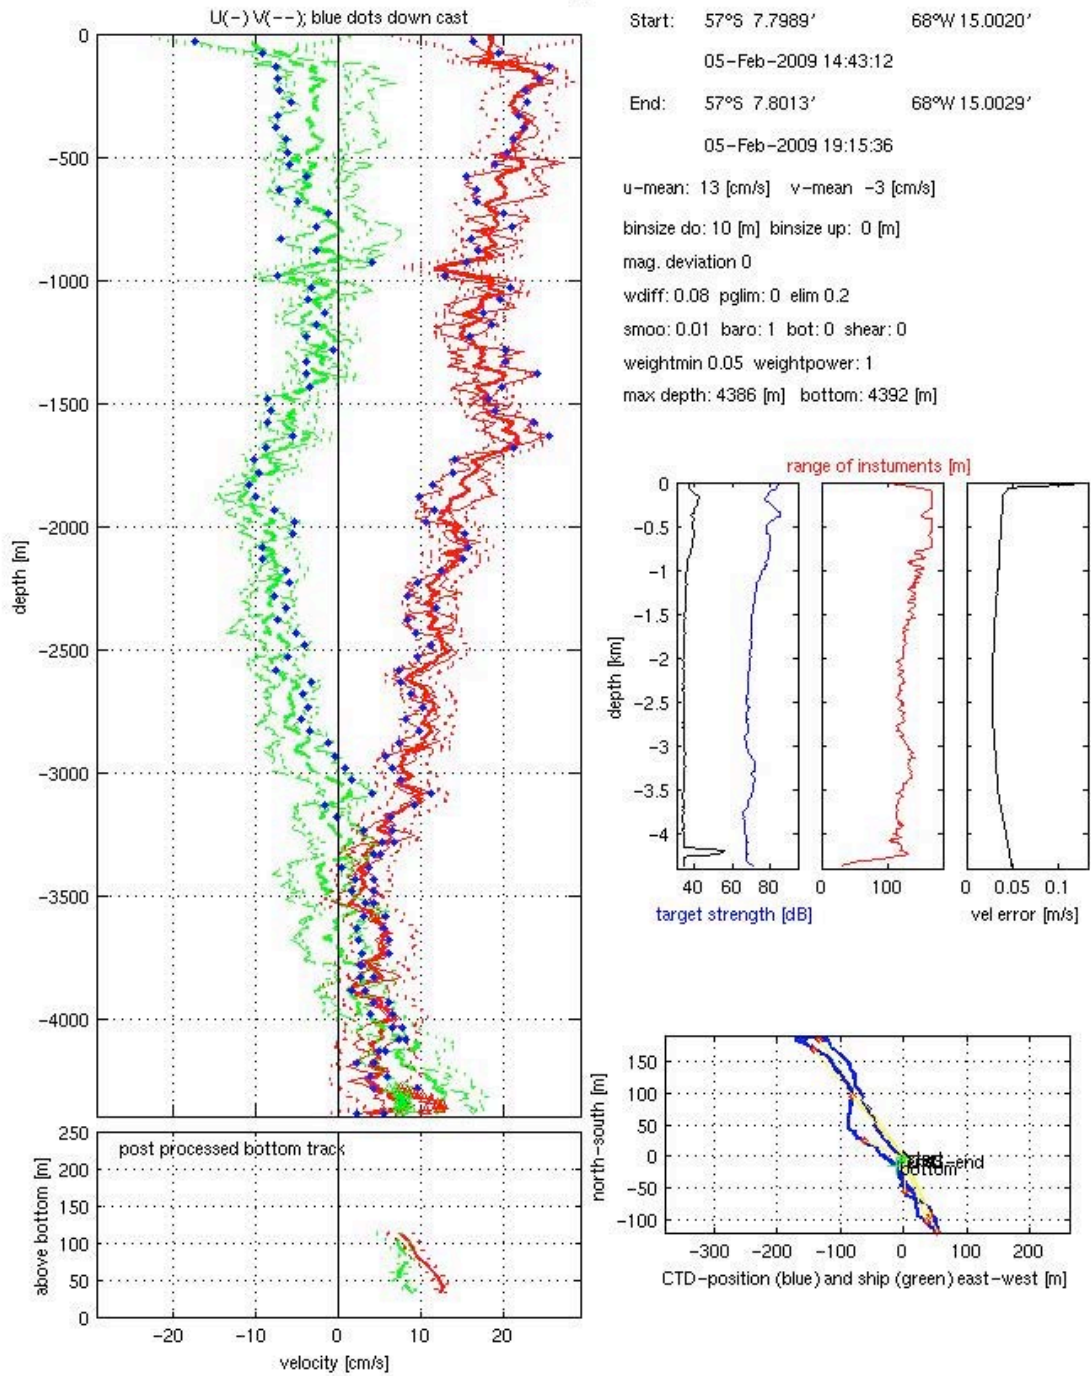 U(-) V(--); blue dots down cast
Start: 57°S 7.7989' 68°W 15.0020'
05-Feb-2009 14:43:12
End: 57°S 7.8013' 68°W 15.0029'
05-Feb-2009 19:15:36
u-mean: 13 [cm/s] v-mean -3 [cm/s]
binsize do: 10 [m] binsize up: 0 [m]
mag. deviation 0
wdiff: 0.08 pglim: 0 elim 0.2
smoo: 0.01 baro: 1 bot: 0 shear: 0
weightmin 0.05 weightpower: 1
max depth: 4386 [m] bottom: 4392 [m]
0
-500
-1000
-1500
-2000
-2500
-3000
-3500
-4000
depth [m]
range of instuments [m]
0
-0.5
-1
-1.5
-2
-2.5
-3
-3.5
-4
depth [km]
40 60 80
0 100
0 0.05 0.1
target strength [dB]
vel error [m/s]
post processed bottom track
250
200
150
100
50
0
above bottom [m]
-20 -10 0 10 20
velocity [cm/s]
150
100
50
0
-50
-100
north-south [m]
-end
bottom
-300 -200 -100 0 100 200
CTD-position (blue) and ship (green) east-west [m]